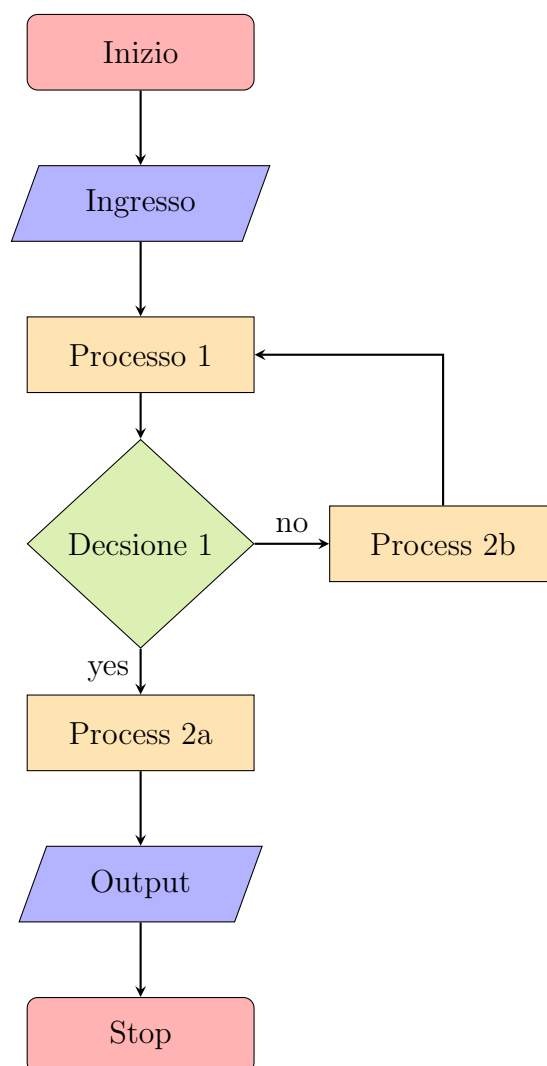 Inizio
Ingresso
Processo 1
Decsione 1
no
Process 2b
yes
Process 2a
Output
Stop